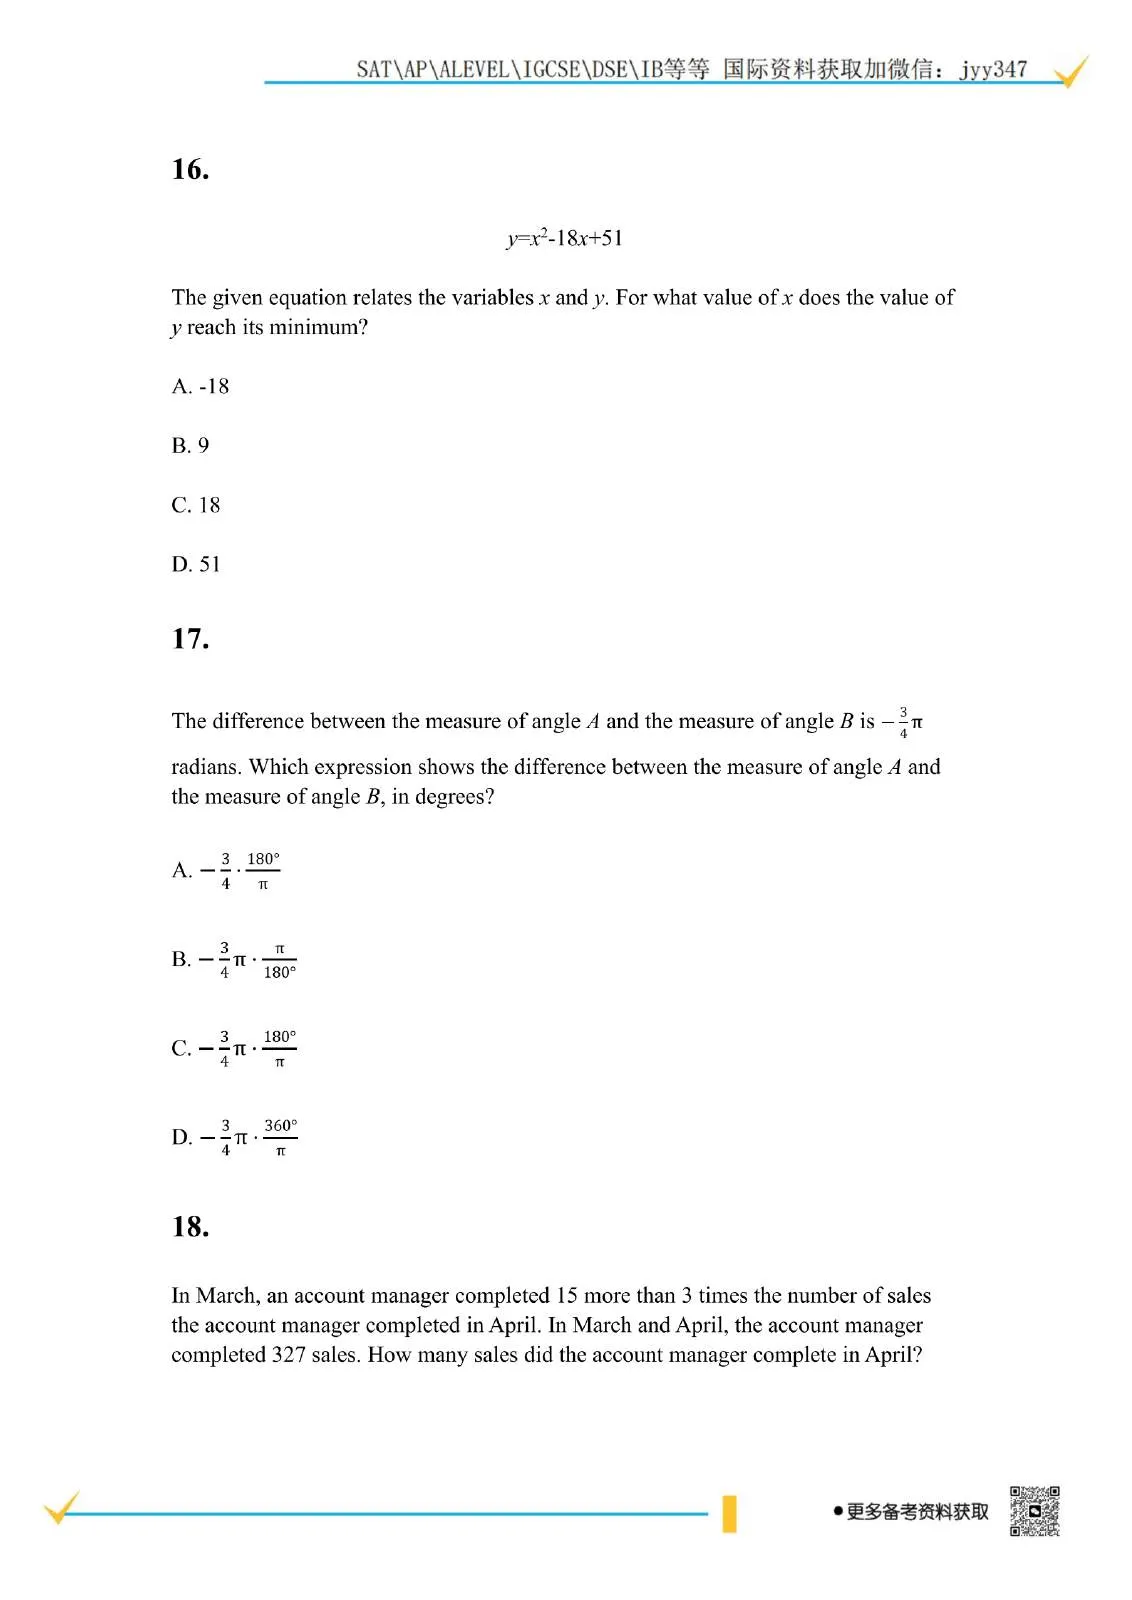 SAT\AP\ALEVEL\IGCSE\DSE\IB等等 国际资料获取加微信：jyy347
16.
y=x²-18x+51
The given equation relates the variables x and y. For what value of x does the value of
y reach its minimum?
A. -18
B. 9
C. 18
D. 51
17.
The difference between the measure of angle A and the measure of angle B is −3/4π
radians. Which expression shows the difference between the measure of angle A and
the measure of angle B, in degrees?
A. −3/4 · 180°/π
B. −3/4π · π/180°
C. −3/4π · 180°/π
D. −3/4π · 360°/π
18.
In March, an account manager completed 15 more than 3 times the number of sales
the account manager completed in April. In March and April, the account manager
completed 327 sales. How many sales did the account manager complete in April?
●更多备考资料获取